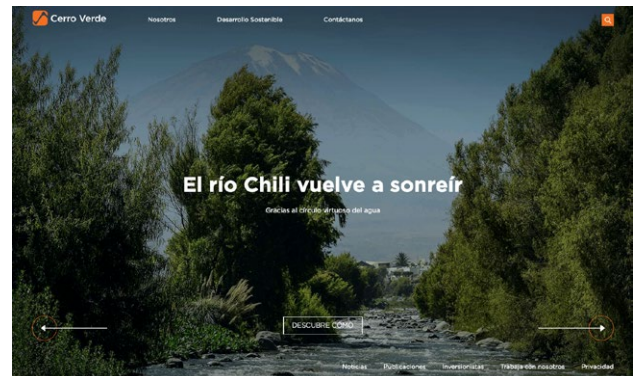 Cerro Verde
Nosotros
Desarrollo Sostenible
Contáctanos
El río Chili vuelve a sonreír
Gracias al círculo virtuoso del agua
DESCUBRE CÓMO
Noticias
Publicaciones
Inversionistas
Trabaja con nosotros
Privacidad